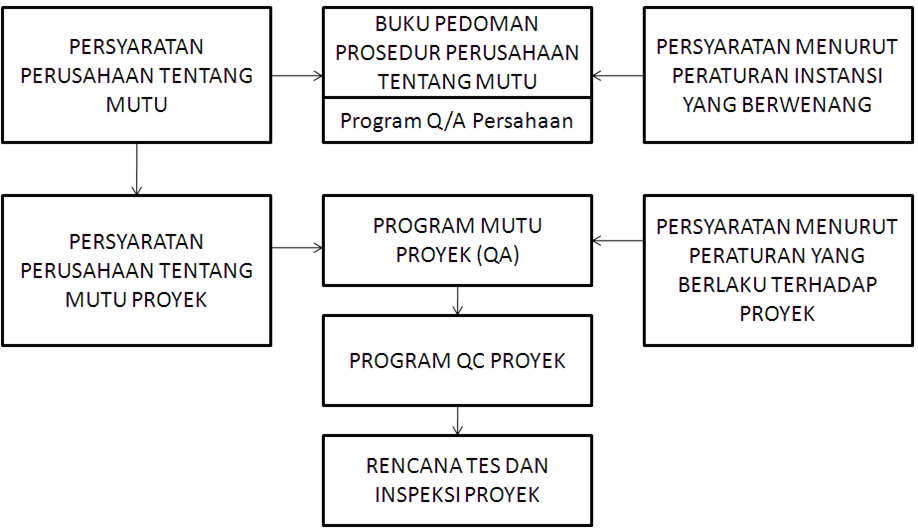 PERSYARATAN
PERUSAHAAN TENTANG
MUTU
BUKU PEDOMAN
PROSEDUR PERUSAHAAN
TENTANG MUTU
Program Q/A Persahaan
PERSYARATAN MENURUT
PERATURAN INSTANSI
YANG BERWENANG
PERSYARATAN
PERUSAHAAN TENTANG
MUTU PROYEK
PROGRAM MUTU
PROYEK (QA)
PERSYARATAN MENURUT
PERATURAN YANG
BERLAKU TERHADAP
PROYEK
PROGRAM QC PROYEK
RENCANA TES DAN
INSPEKSI PROYEK